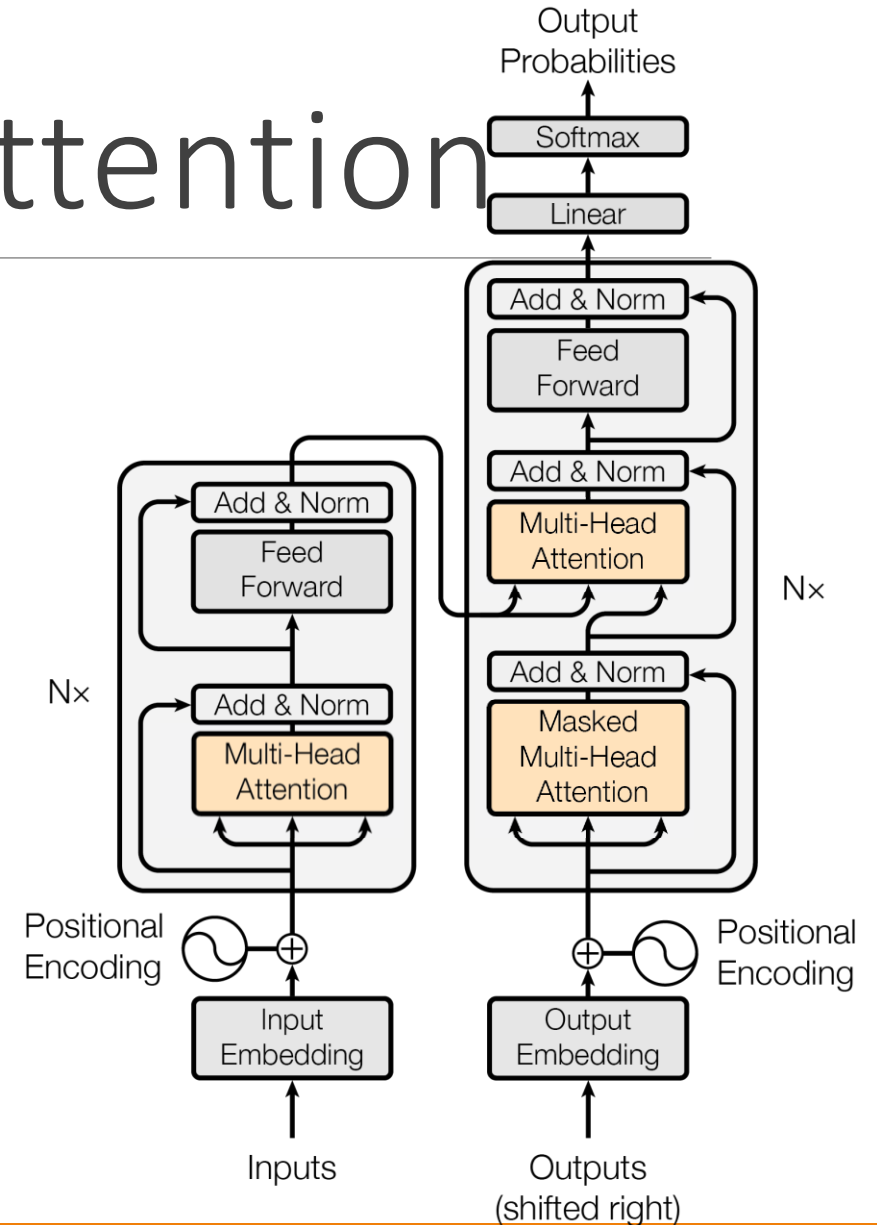 ttention
Output
Probabilities
Softmax
Linear
Add & Norm
Feed
Forward
Add & Norm
Multi-Head
Attention
Nx
Add & Norm
Masked
Multi-Head
Attention
Positional
Encoding
Output
Embedding
Outputs
(shifted right)
Add & Norm
Feed
Forward
Nx
Add & Norm
Multi-Head
Attention
Positional
Encoding
Input
Embedding
Inputs